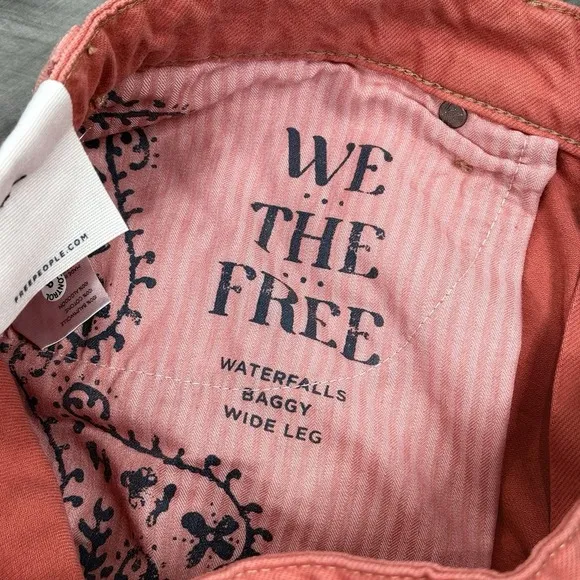 WE
THE
FREE
WATERFALLS
BAGGY
WIDE LEG
FREEPEOPLE.COM